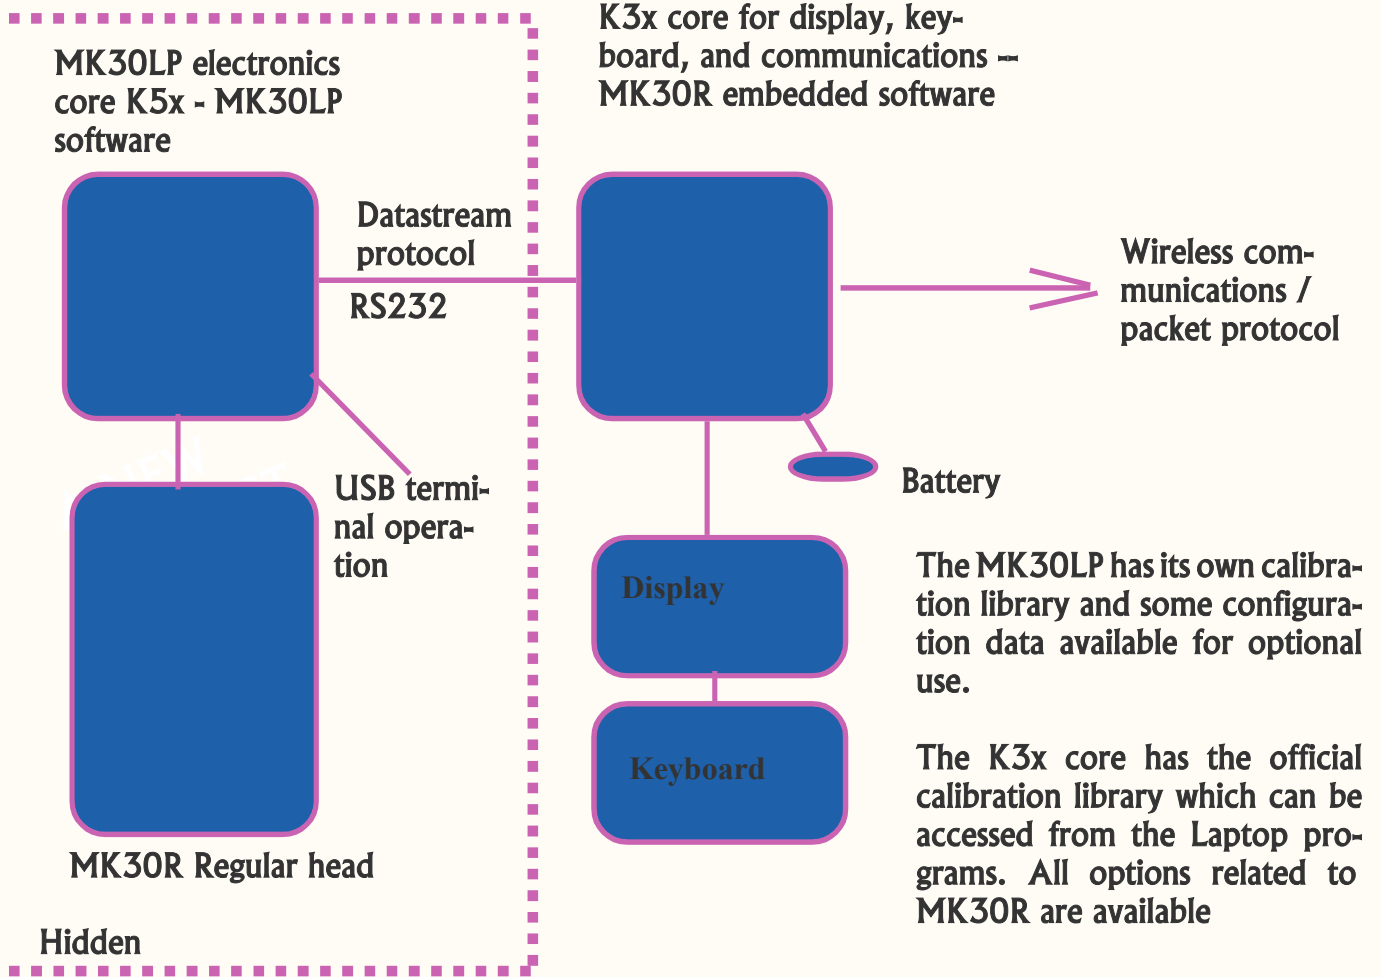 MK30LP electronics
core K5x - MK30LP
software
K3x core for display, key-
board, and communications --
MK30R embedded software
Datastream
protocol
RS232
Wireless com-
munications /
packet protocol
USB termi-
nal opera-
tion
Battery
Display
Keyboard
The MK30LP has its own calibra-
tion library and some configura-
tion data available for optional
use.
The K3x core has the official
calibration library which can be
accessed from the Laptop pro-
grams. All options related to
MK30R are available
MK30R Regular head
Hidden